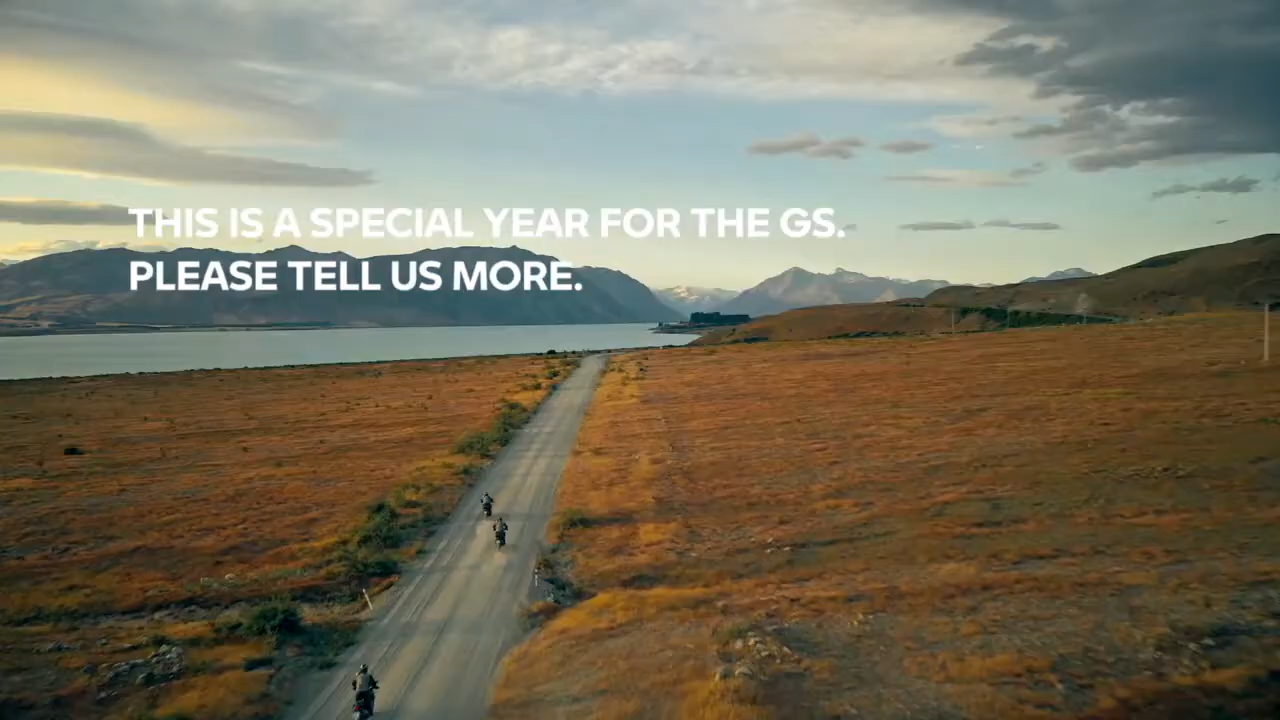 THIS IS A SPECIAL YEAR FOR THE GS.
PLEASE TELL US MORE.